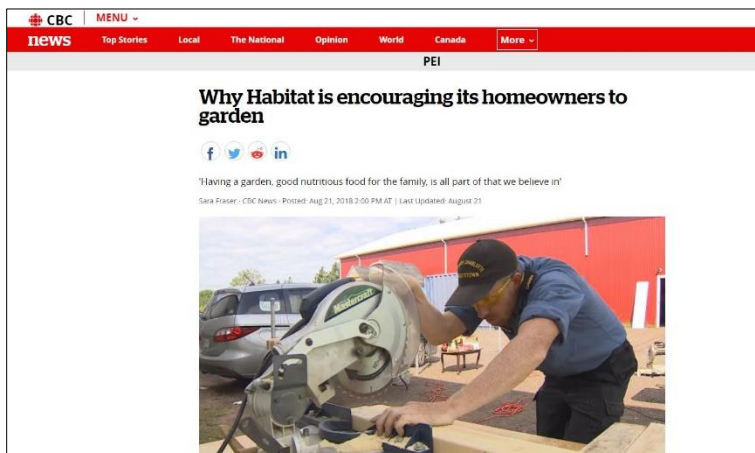 CBC MENU
news Top Stories Local The National Opinion World Canada More
PEI
Why Habitat is encouraging its homeowners to
garden
'Having a garden, good nutritious food for the family, is all part of that we believe in'
Sara Fraser · CBC News · Posted: Aug 21, 2018 2:00 PM AT | Last Updated: August 21
Mastercraft